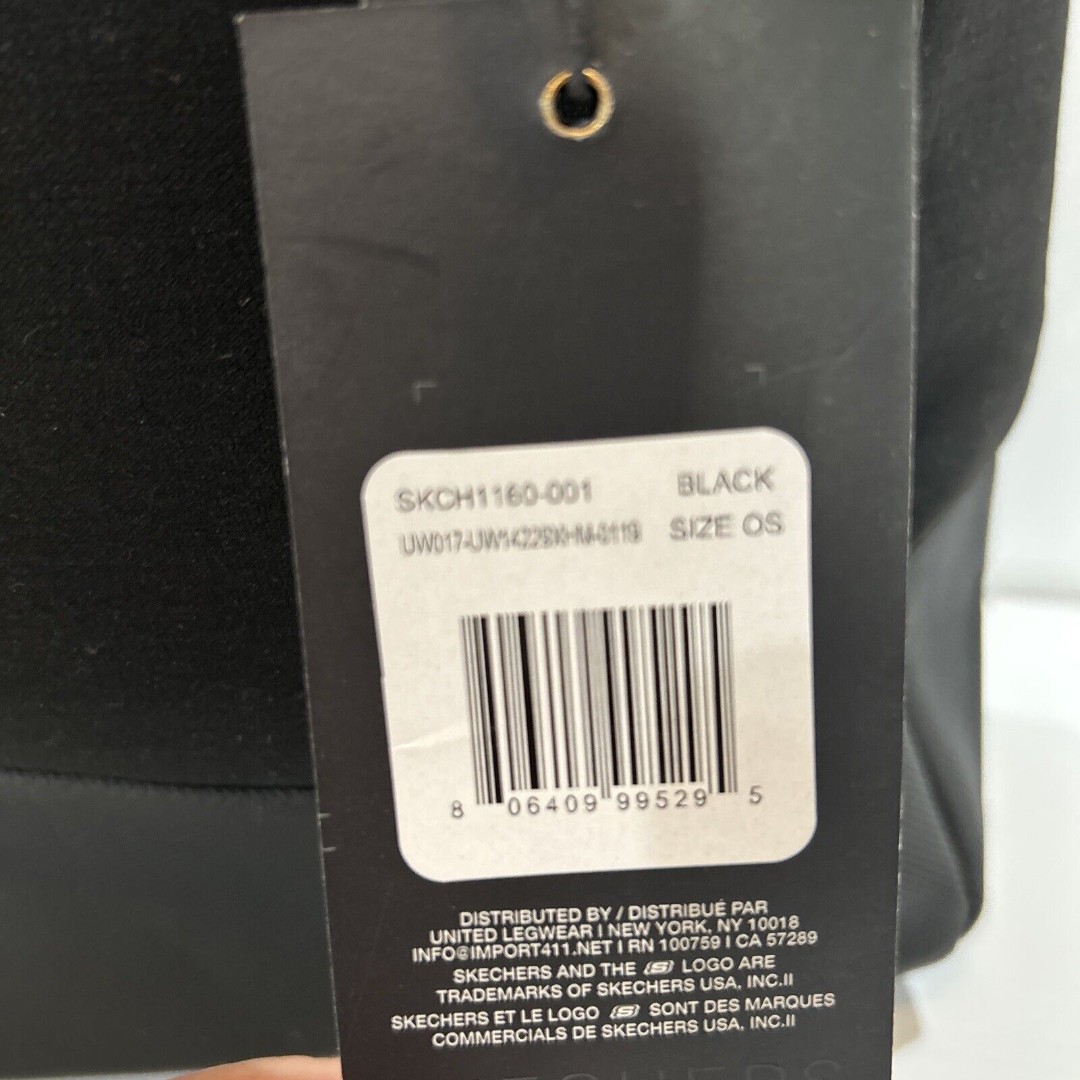 SKCH1160-001 BLACK
SIZE OS
8 06409 99529 5
DISTRIBUTED BY / DISTRIBUÉ PAR
UNITED LEGWEAR I NEW YORK, NY 10018
INFO@IMPORT411.NET I RN 100759 I CA 57289
SKECHERS AND THE S LOGO ARE
TRADEMARKS OF SKECHERS USA, INC.II
SKECHERS ET LE LOGO S SONT DES MARQUES
COMMERCIALS DE SKECHERS USA, INC.II